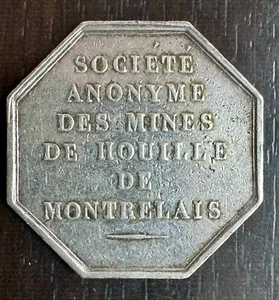 SOCIÉTÉ
ANONYME
DES MINES
DE HOUILLE
DE
MONTRELAIS